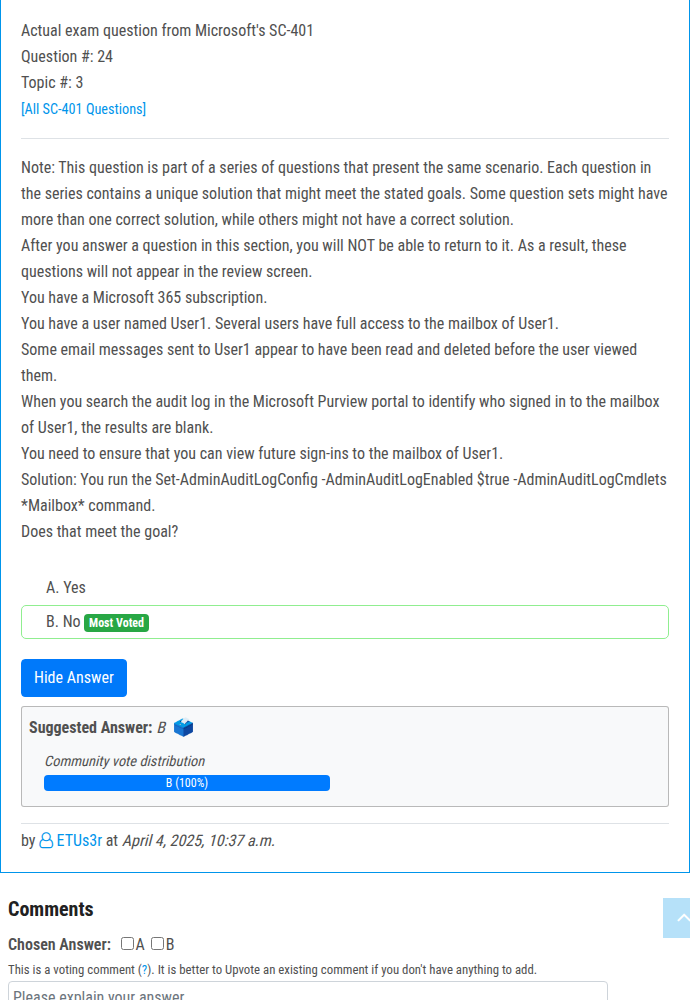 Actual exam question from Microsoft's SC-401
Question #: 24
Topic #: 3
[All SC-401 Questions]
Note: This question is part of a series of questions that present the same scenario. Each question in
the series contains a unique solution that might meet the stated goals. Some question sets might have
more than one correct solution, while others might not have a correct solution.
After you answer a question in this section, you will NOT be able to return to it. As a result, these
questions will not appear in the review screen.
You have a Microsoft 365 subscription.
You have a user named User1. Several users have full access to the mailbox of User1.
Some email messages sent to User1 appear to have been read and deleted before the user viewed
them.
When you search the audit log in the Microsoft Purview portal to identify who signed in to the mailbox
of User1, the results are blank.
You need to ensure that you can view future sign-ins to the mailbox of User1.
Solution: You run the Set-AdminAuditLogConfig -AdminAuditLogEnabled $true -AdminAuditLogCmdlets
*Mailbox* command.
Does that meet the goal?
A. Yes
B. No Most Voted
Hide Answer
Suggested Answer: B
Community vote distribution
B (100%)
by ETUs3r at April 4, 2025, 10:37 a.m.
Comments
Chosen Answer: A B
This is a voting comment (?). It is better to Upvote an existing comment if you don't have anything to add.
Please explain your answer